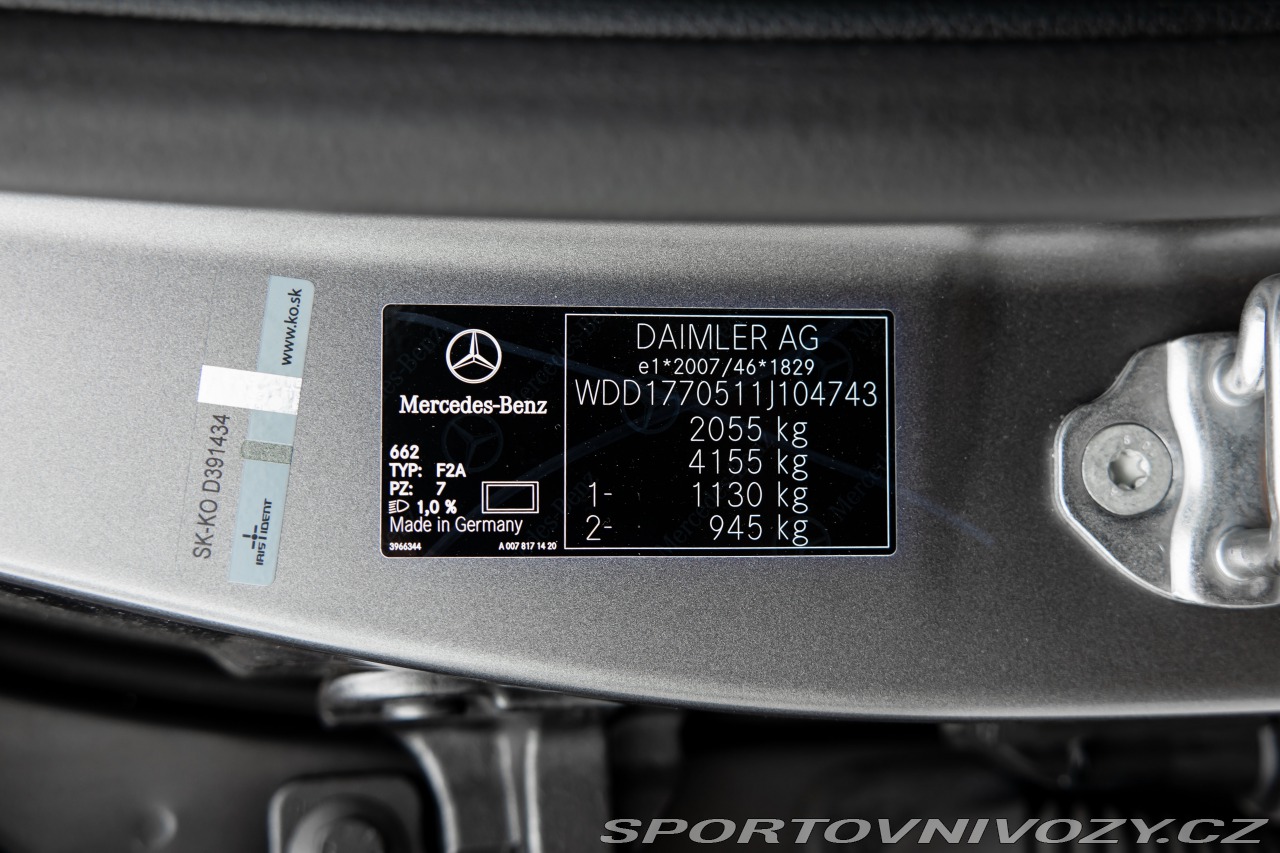 www.ko.sk
SK-KO D391434
IRIS IDENT
Mercedes-Benz
662
TYP: F2A
PZ: 7
1,0 %
Made in Germany
3966344
A 007 817 14 20
DAIMLER AG
e1*2007/46*1829
WDD1770511J104743
2055 kg
4155 kg
1- 1130 kg
2- 945 kg
SPORTOVNIVOZY.CZ